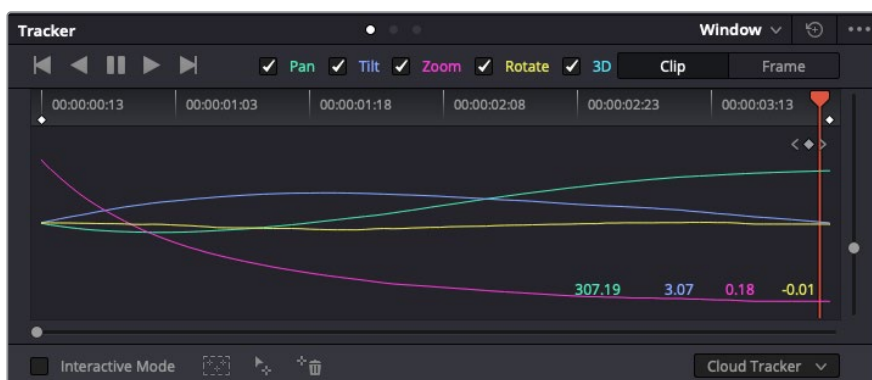 Tracker Window
Pan Tilt Zoom Rotate 3D Clip Frame
00:00:00:13 00:00:01:03 00:00:01:18 00:00:02:08 00:00:02:23 00:00:03:13
307.19 3.07 0.18 -0.01
Interactive Mode Cloud Tracker